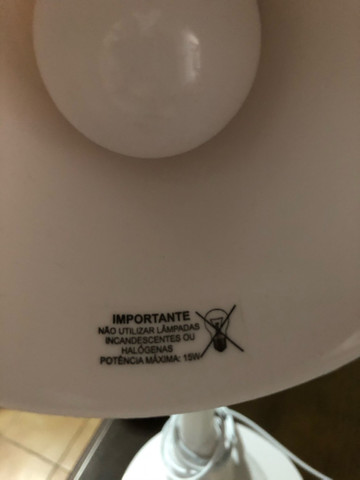 IMPORTANTE
NÃO UTILIZAR LÂMPADAS
INCANDESCENTES OU
HALÓGENAS
POTÊNCIA MÁXIMA: 15W